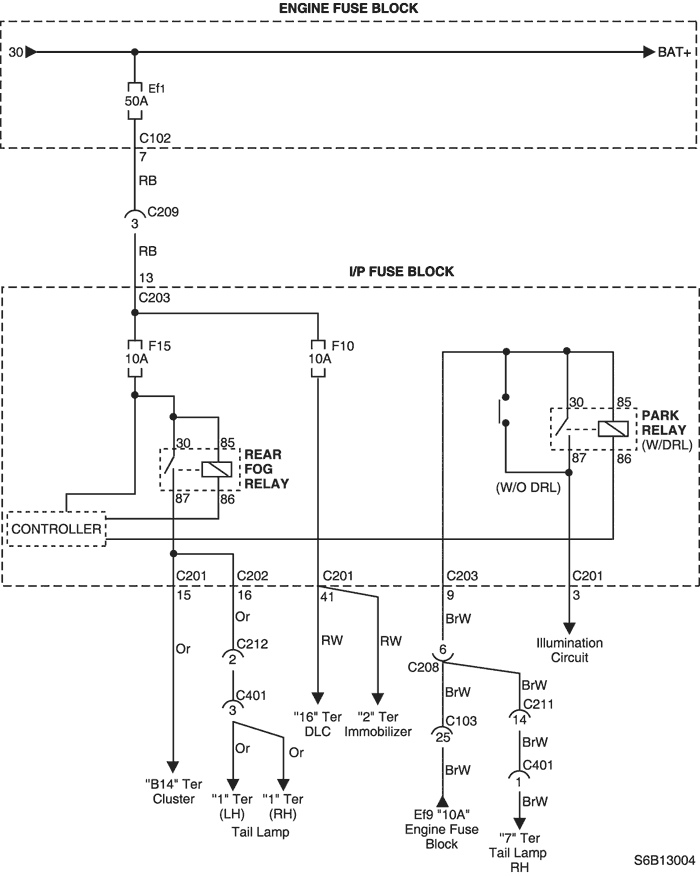 ENGINE FUSE BLOCK
30 BAT+
Ef1
50A
C102
7
RB
C209
3
RB
I/P FUSE BLOCK
13
C203
F15
10A
F10
10A
30 85
REAR
FOG
RELAY
87 86
30 85
PARK
RELAY
(W/DRL)
87 86
(W/O DRL)
CONTROLLER
C201 C202 C201 C203 C201
15 16 41 9 3
Or
BrW
Or
C212
2
RW RW
6
C208
Illumination
Circuit
C401
3
BrW
BrW
C211
14
"16" Ter
DLC
"2" Ter
Immobilizer
C103
25
Or Or
BrW
C401
1
BrW
BrW
"B14" Ter
Cluster
"1" Ter
(LH)
"1" Ter
(RH)
Tail Lamp
Ef9 "10A"
Engine Fuse
Block
"7" Ter
Tail Lamp
RH
S6B13004